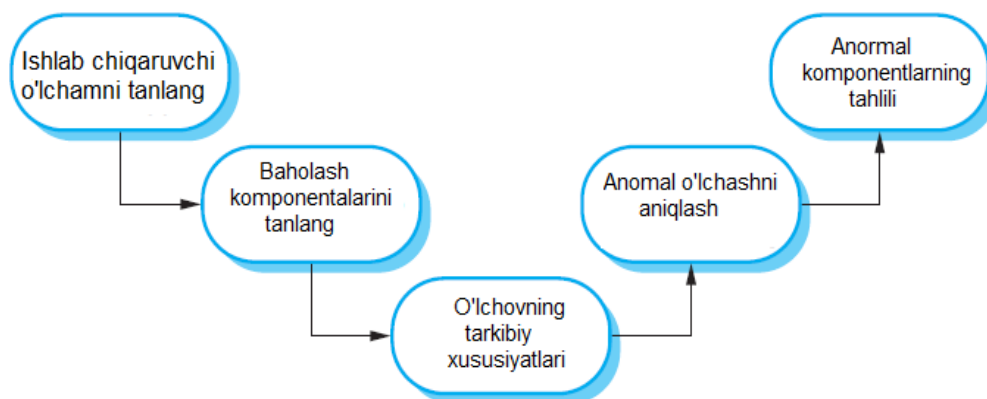 Ishlab chiqaruvchi
o'lchamni tanlang
Baholash
komponentalarini
tanlang
O'lchovning
tarkibiy
xususiyatlari
Anomal o'lchashni
aniqlash
Anormal
komponentlarning
tahlili